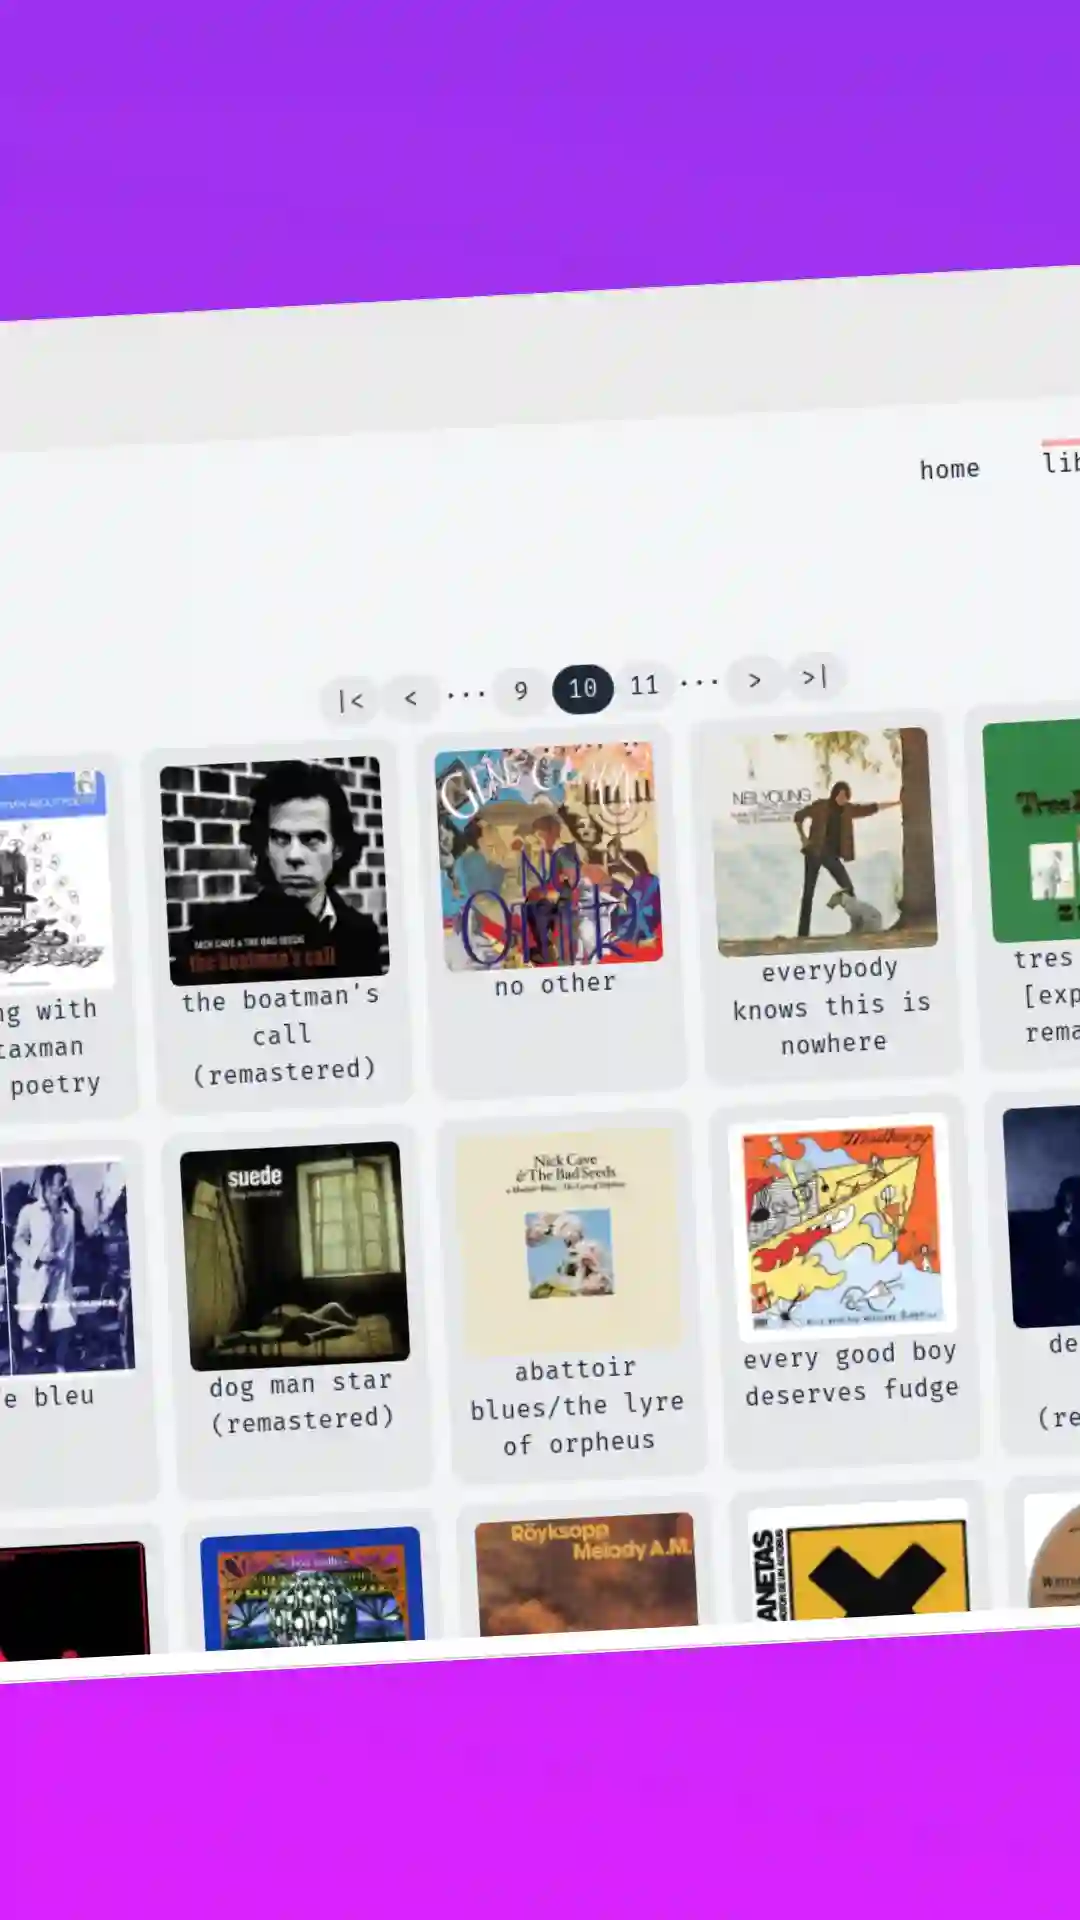 home
lib
|< < ... 9 10 11 ... > >|
NEIL YOUNG
Tres
NICK CAVE & THE BAD SEEDS
the boatman's call
NO
OTHER
ng with
taxman
poetry
the boatman's
call
(remastered)
no other
everybody
knows this is
nowhere
tres
[exp
rema
suede
Nick Cave
& The Bad Seeds
Mudhoney
e bleu
dog man star
(remastered)
abattoir
blues/the lyre
of orpheus
every good boy
deserves fudge
de
(re
Röyksopp
Melody A.M.
ANETAS